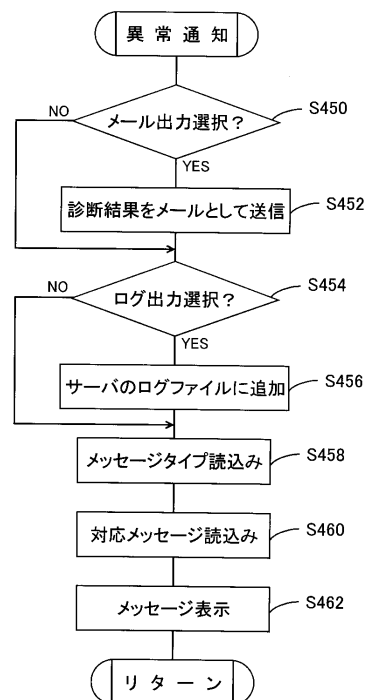 異常通知
メール出力選択？
S450
NO
YES
診断結果をメールとして送信
S452
ログ出力選択？
S454
NO
YES
サーバのログファイルに追加
S456
メッセージタイプ読込み
S458
対応メッセージ読込み
S460
メッセージ表示
S462
リターン